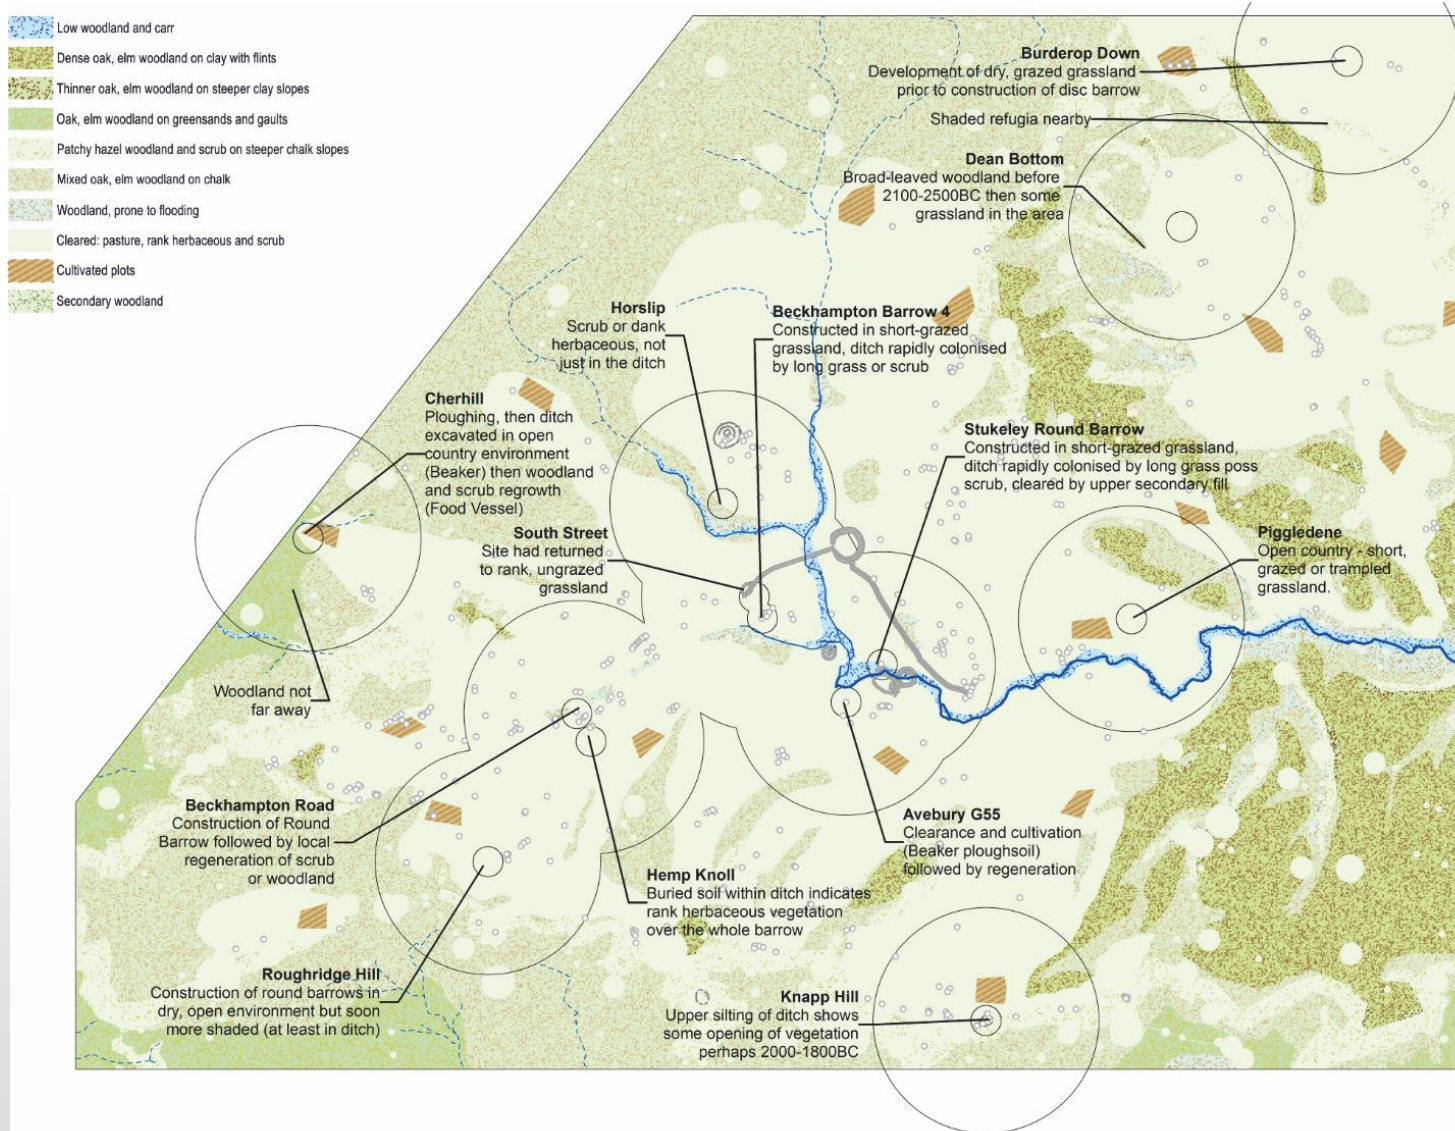 Low woodland and carr
Dense oak, elm woodland on clay with flints
Thinner oak, elm woodland on steeper clay slopes
Oak, elm woodland on greensands and gaults
Patchy hazel woodland and scrub on steeper chalk slopes
Mixed oak, elm woodland on chalk
Woodland, prone to flooding
Cleared: pasture, rank herbaceous and scrub
Cultivated plots
Secondary woodland
Burderop Down
Development of dry, grazed grassland
prior to construction of disc barrow
Shaded refugia nearby
Dean Bottom
Broad-leaved woodland before
2100-2500BC then some
grassland in the area
Horslip
Scrub or dank
herbaceous, not
just in the ditch
Beckhampton Barrow 4
Constructed in short-grazed
grassland, ditch rapidly colonised
by long grass or scrub
Cherhill
Ploughing, then ditch
excavated in open
country environment
(Beaker) then woodland
and scrub regrowth
(Food Vessel)
Stukeley Round Barrow
Constructed in short-grazed grassland,
ditch rapidly colonised by long grass poss
scrub, cleared by upper secondary fill
South Street
Site had returned
to rank, ungrazed
grassland
Piggledene
Open country - short,
grazed or trampled
grassland.
Woodland not
far away
Beckhampton Road
Construction of Round
Barrow followed by local
regeneration of scrub
or woodland
Avebury G55
Clearance and cultivation
(Beaker ploughsoil)
followed by regeneration
Hemp Knoll
Buried soil within ditch indicates
rank herbaceous vegetation
over the whole barrow
Roughridge Hill
Construction of round barrows in
dry, open environment but soon
more shaded (at least in ditch)
Knapp Hill
Upper silting of ditch shows
some opening of vegetation
perhaps 2000-1800BC